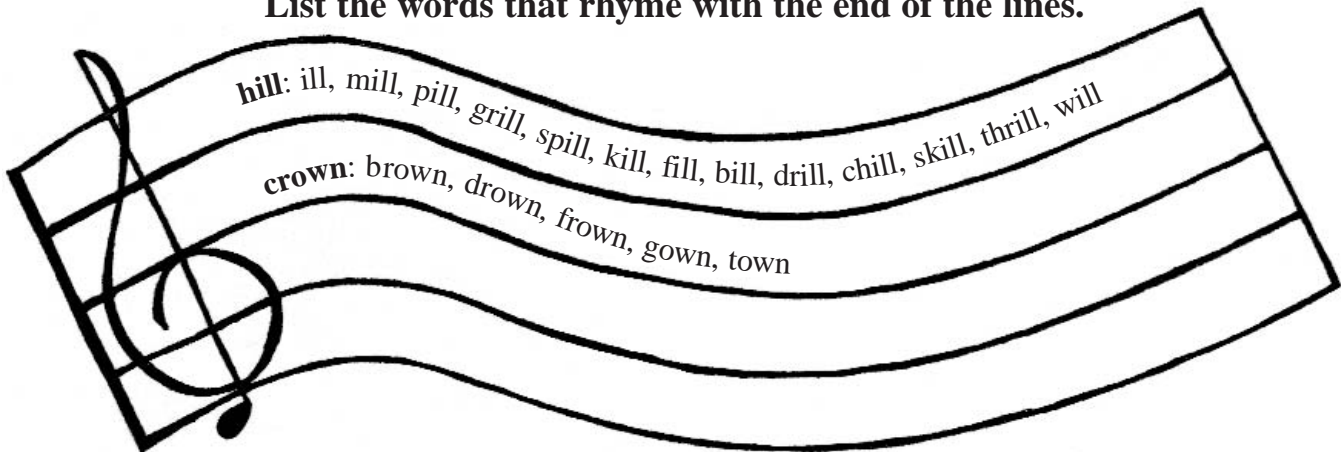 List the words that rhyme with the end of the lines.
hill: ill, mill, pill, grill, spill, kill, fill, bill, drill, chill, skill, thrill, will
crown: brown, drown, frown, gown, town